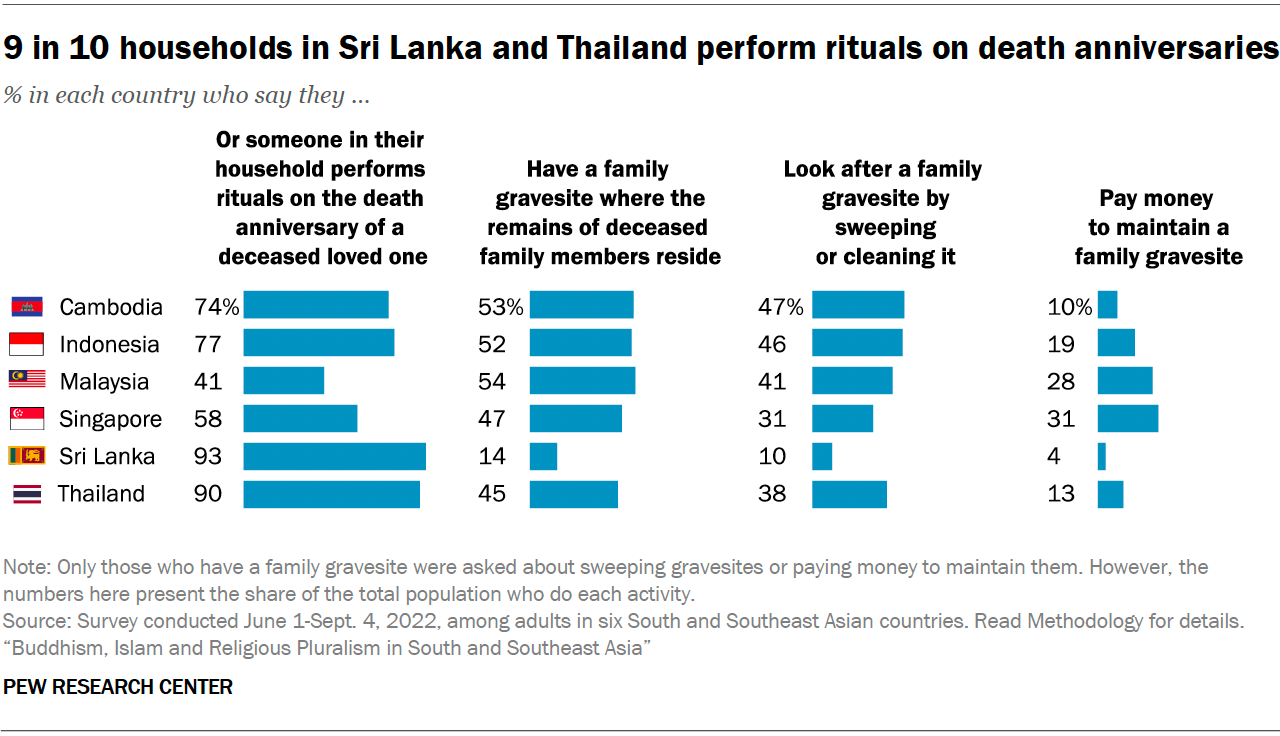 9 in 10 households in Sri Lanka and Thailand perform rituals on death anniversaries
% in each country who say they ...
Or someone in their
household performs
rituals on the death
anniversary of a
deceased loved one
Have a family
gravesite where the
remains of deceased
family members reside
Look after a family
gravesite by
sweeping
or cleaning it
Pay money
to maintain a
family gravesite
Cambodia 74% 53% 47% 10%
Indonesia 77 52 46 19
Malaysia 41 54 41 28
Singapore 58 47 31 31
Sri Lanka 93 14 10 4
Thailand 90 45 38 13
Note: Only those who have a family gravesite were asked about sweeping gravesites or paying money to maintain them. However, the
numbers here present the share of the total population who do each activity.
Source: Survey conducted June 1-Sept. 4, 2022, among adults in six South and Southeast Asian countries. Read Methodology for details.
“Buddhism, Islam and Religious Pluralism in South and Southeast Asia”
PEW RESEARCH CENTER